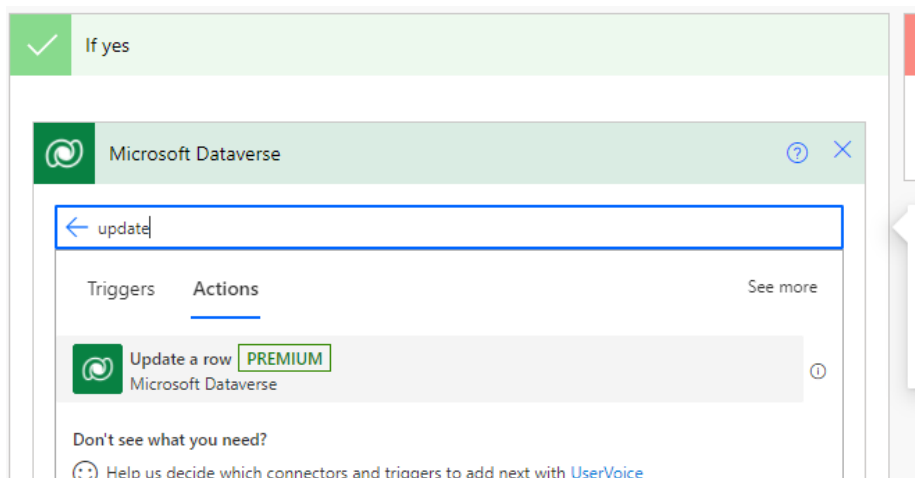 If yes
Microsoft Dataverse
update
Triggers Actions See more
Update a row PREMIUM
Microsoft Dataverse
Don't see what you need?
Help us decide which connectors and triggers to add next with UserVoice